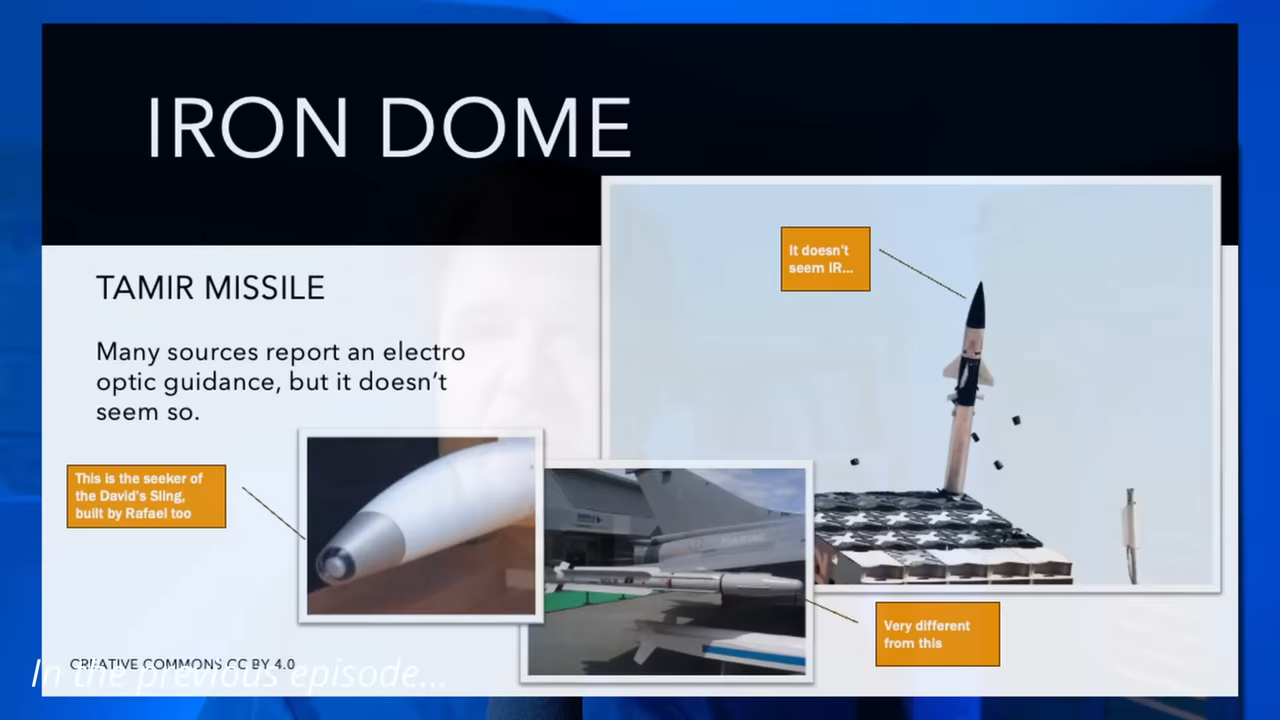 IRON DOME
TAMIR MISSILE
Many sources report an electro
optic guidance, but it doesn't
seem so.
It doesn't
seem IR...
This is the seeker of
the David's Sling,
built by Rafael too
Very different
from this
CREATIVE COMMONS CC BY 4.0
In the previous episode...